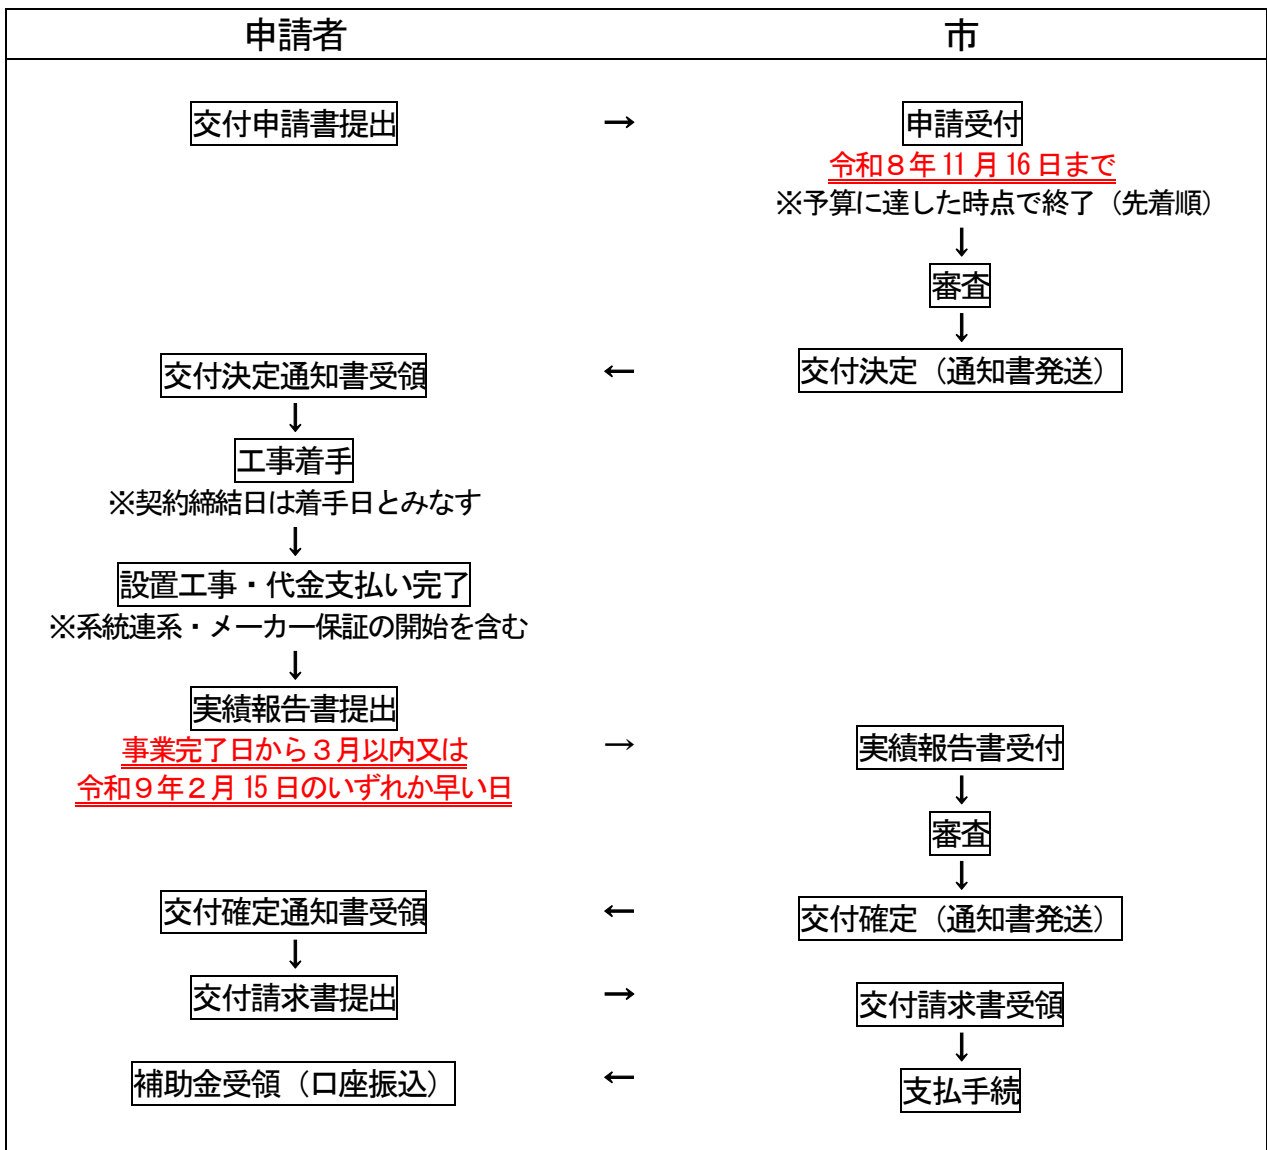 申請者 市
交付申請書提出 → 申請受付
令和８年11月16日まで
※予算に達した時点で終了（先着順）
↓
審査
↓
交付決定通知書受領 ← 交付決定（通知書発送）
↓
工事着手
※契約締結日は着手日とみなす
↓
設置工事・代金支払い完了
※系統連系・メーカー保証の開始を含む
↓
実績報告書提出
事業完了日から３月以内又は → 実績報告書受付
令和９年２月15日のいずれか早い日
↓
審査
↓
交付確定通知書受領 ← 交付確定（通知書発送）
↓
交付請求書提出 → 交付請求書受領
↓
補助金受領（口座振込） ← 支払手続